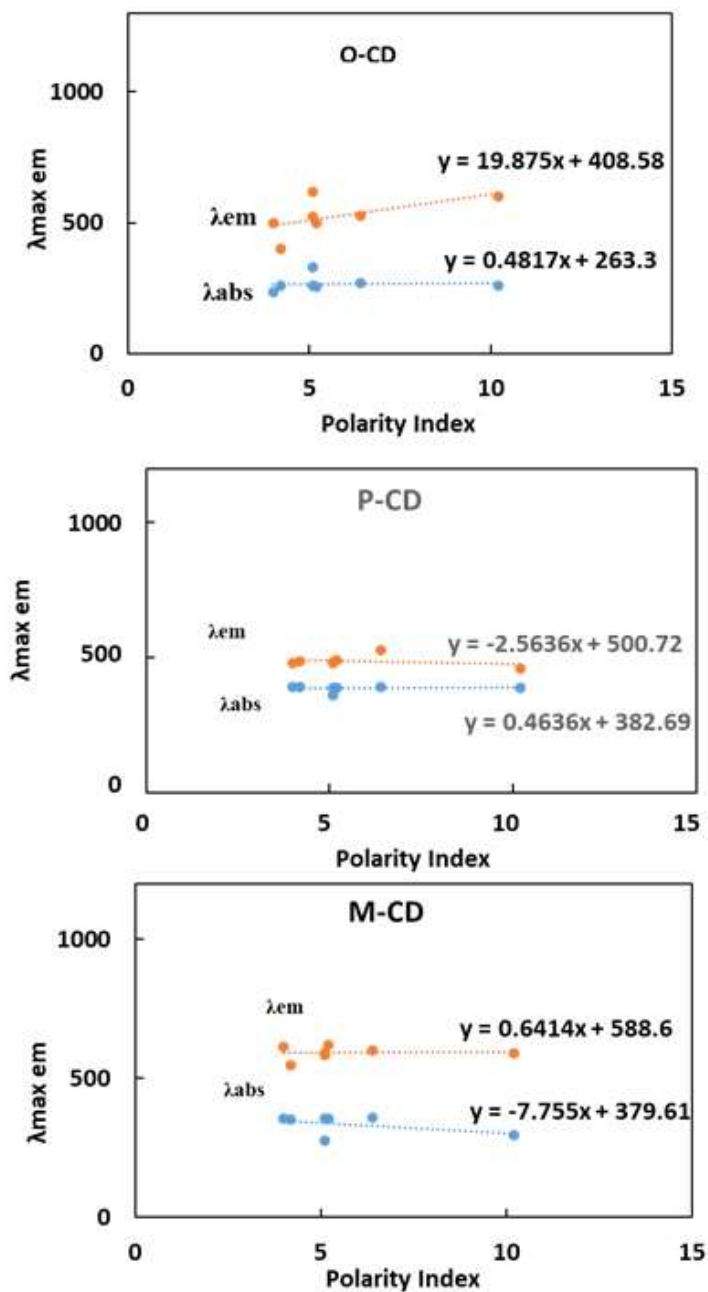 O-CD
1000
λmax em
y = 19.875x + 408.58
500
λem
y = 0.4817x + 263.3
λabs
0
0 5 10 15
Polarity Index
P-CD
1000
λmax em
λem
y = -2.5636x + 500.72
500
λabs
y = 0.4636x + 382.69
0
0 5 10 15
Polarity Index
M-CD
1000
λmax em
λem
y = 0.6414x + 588.6
500
λabs
y = -7.755x + 379.61
0
0 5 10 15
Polarity Index